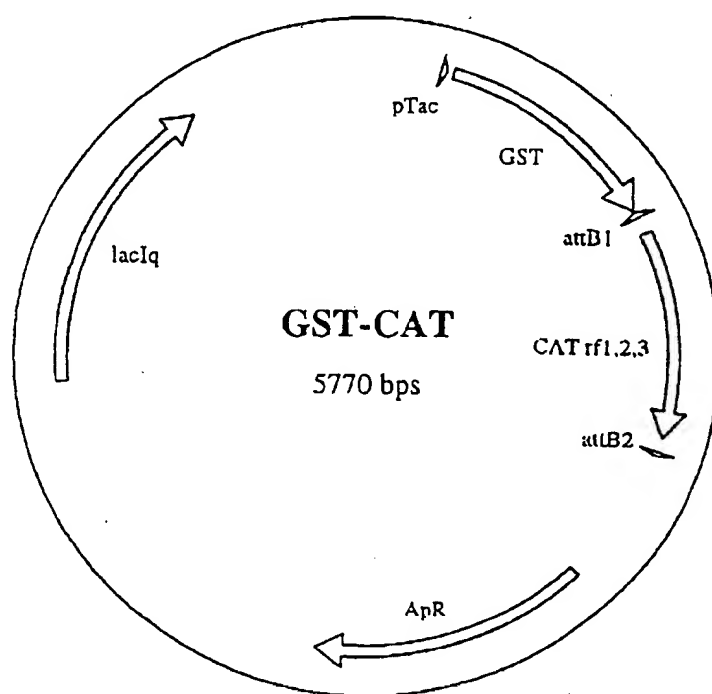 pTac
GST
attB1
lacIq
GST-CAT
CAT rf1,2,3
5770 bps
attB2
ApR